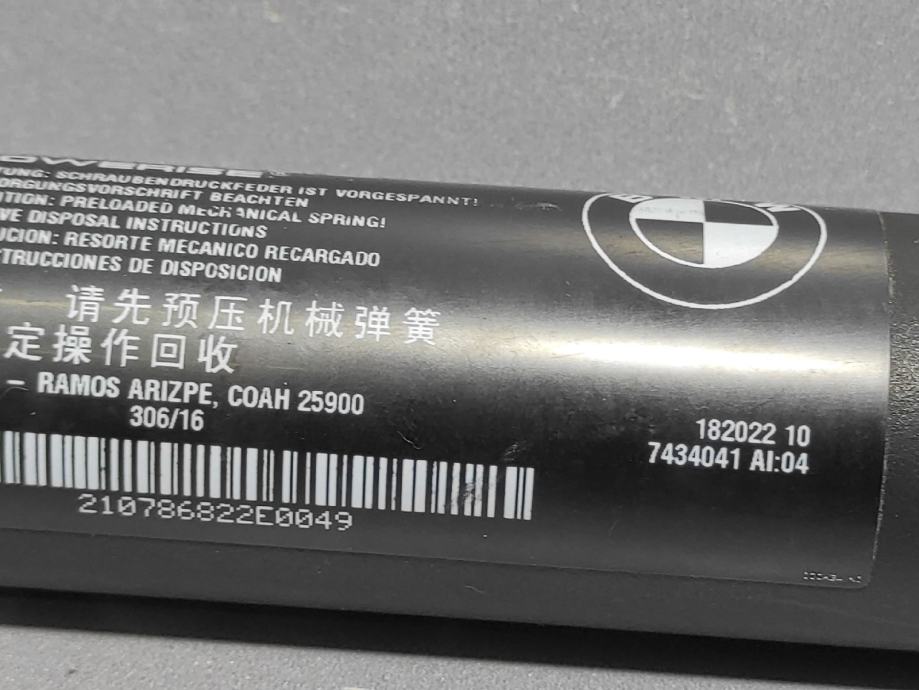 POWERISE®
TUNG: SCHRAUBENDRUCKFEDER IST VORGESPANNT!
ORGUNGSVORSCHRIFT BEACHTEN
TION: PRELOADED MECHANICAL SPRING!
VE DISPOSAL INSTRUCTIONS
UCION: RESORTE MECANICO RECARGADO
TRUCCIONES DE DISPOSICION
请先预压机械弹簧
定操作回收
– RAMOS ARIZPE, COAH 25900
306/16
210786822E0049
182022 10
7434041 AI:04